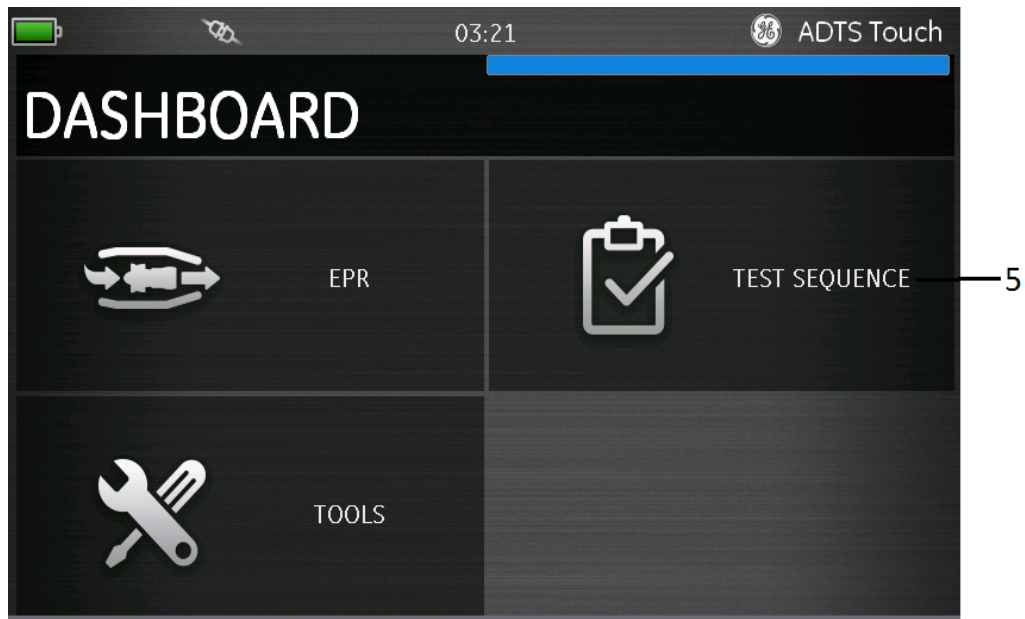 03:21
ADTS Touch
DASHBOARD
EPR
TEST SEQUENCE
5
TOOLS